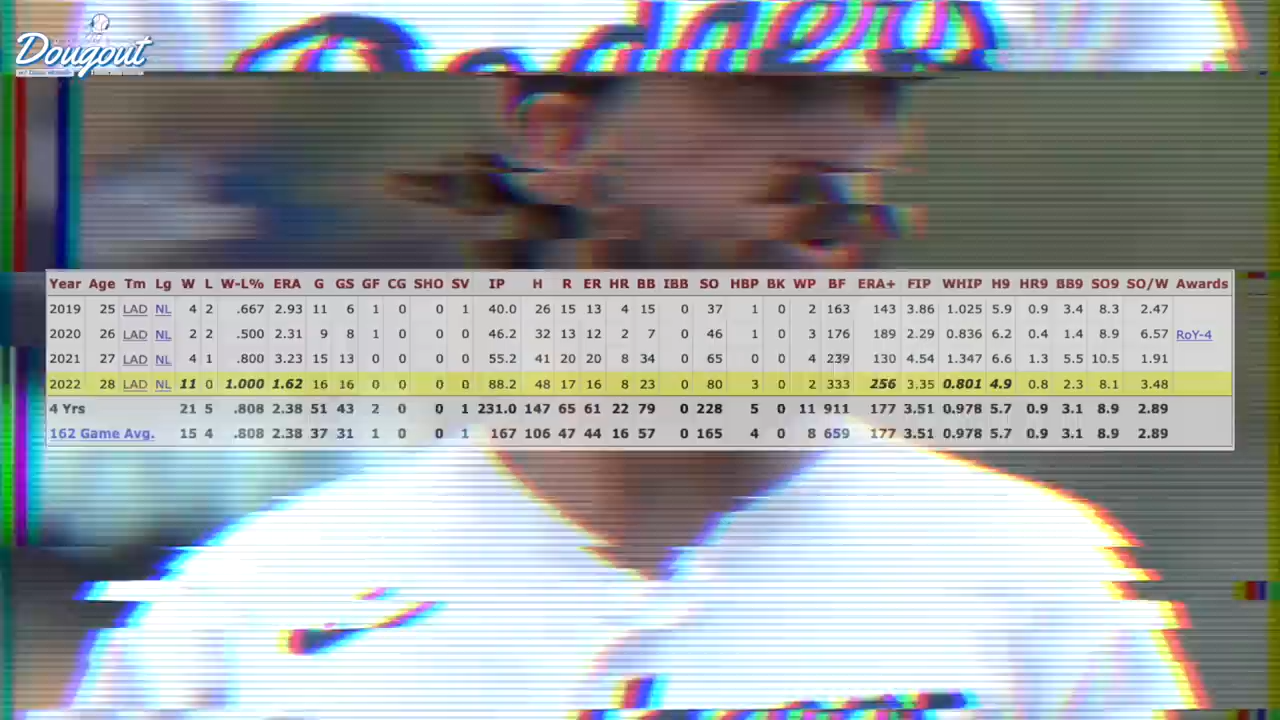 Dougout
Year Age Tm Lg W L W-L% ERA G GS GF CG SHO SV IP H R ER HR BB IBB SO HBP BK WP BF ERA+ FIP WHIP H9 HR9 BB9 SO9 SO/W Awards
2019 25 LAD NL 4 2 .667 2.93 11 6 1 0 0 1 40.0 26 15 13 4 15 0 37 1 0 2 163 143 3.86 1.025 5.9 0.9 3.4 8.3 2.47
2020 26 LAD NL 2 2 .500 2.31 9 8 1 0 0 0 46.2 32 13 12 2 7 0 46 1 0 3 176 189 2.29 0.836 6.2 0.4 1.4 8.9 6.57 RoY-4
2021 27 LAD NL 4 1 .800 3.23 15 13 0 0 0 0 55.2 41 20 20 8 34 0 65 0 0 4 239 130 4.54 1.347 6.6 1.3 5.5 10.5 1.91
2022 28 LAD NL 11 0 1.000 1.62 16 16 0 0 0 0 88.2 48 17 16 8 23 0 80 3 0 2 333 256 3.35 0.801 4.9 0.8 2.3 8.1 3.48
4 Yrs 21 5 .808 2.38 51 43 2 0 0 1 231.0 147 65 61 22 79 0 228 5 0 11 911 177 3.51 0.978 5.7 0.9 3.1 8.9 2.89
162 Game Avg. 15 4 .808 2.38 37 31 1 0 0 1 167 106 47 44 16 57 0 165 4 0 8 659 177 3.51 0.978 5.7 0.9 3.1 8.9 2.89